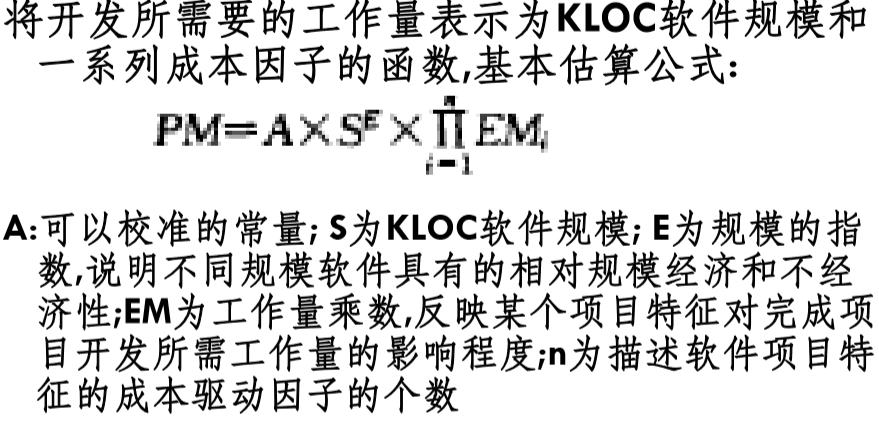 将开发所需要的工作量表示为KLOC软件规模和
一系列成本因子的函数,基本估算公式:
PM=A×S^E×∏_{i=1}^{n}EM_i
A:可以校准的常量; S为KLOC软件规模; E为规模的指
数,说明不同规模软件具有的相对规模经济和不经
济性;EM为工作量乘数,反映某个项目特征对完成项
目开发所需工作量的影响程度;n为描述软件项目特
征的成本驱动因子的个数